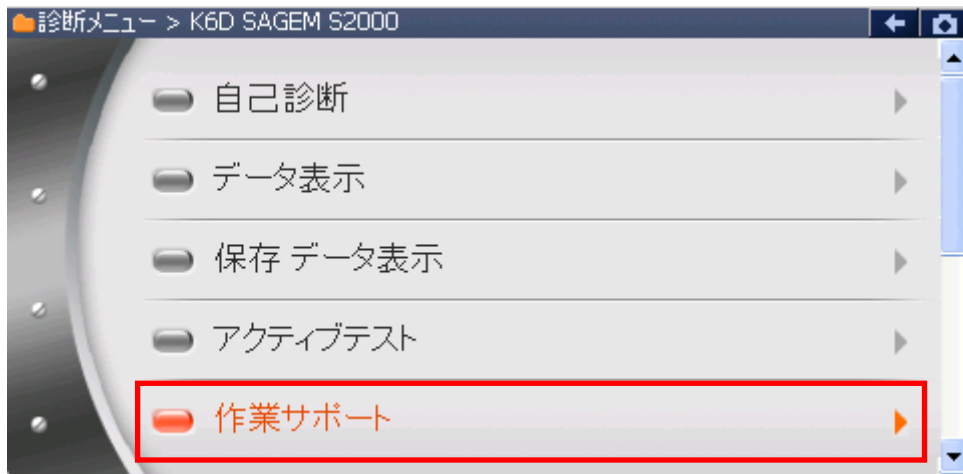 診断メニュー > K6D SAGEM S2000
自己診断
データ表示
保存 データ表示
アクティブテスト
作業サポート